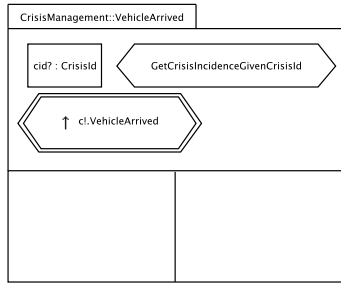 CrisisManagement::VehicleArrived
cid? : CrisisId
GetCrisisIncidenceGivenCrisisId
↑ c!.VehicleArrived